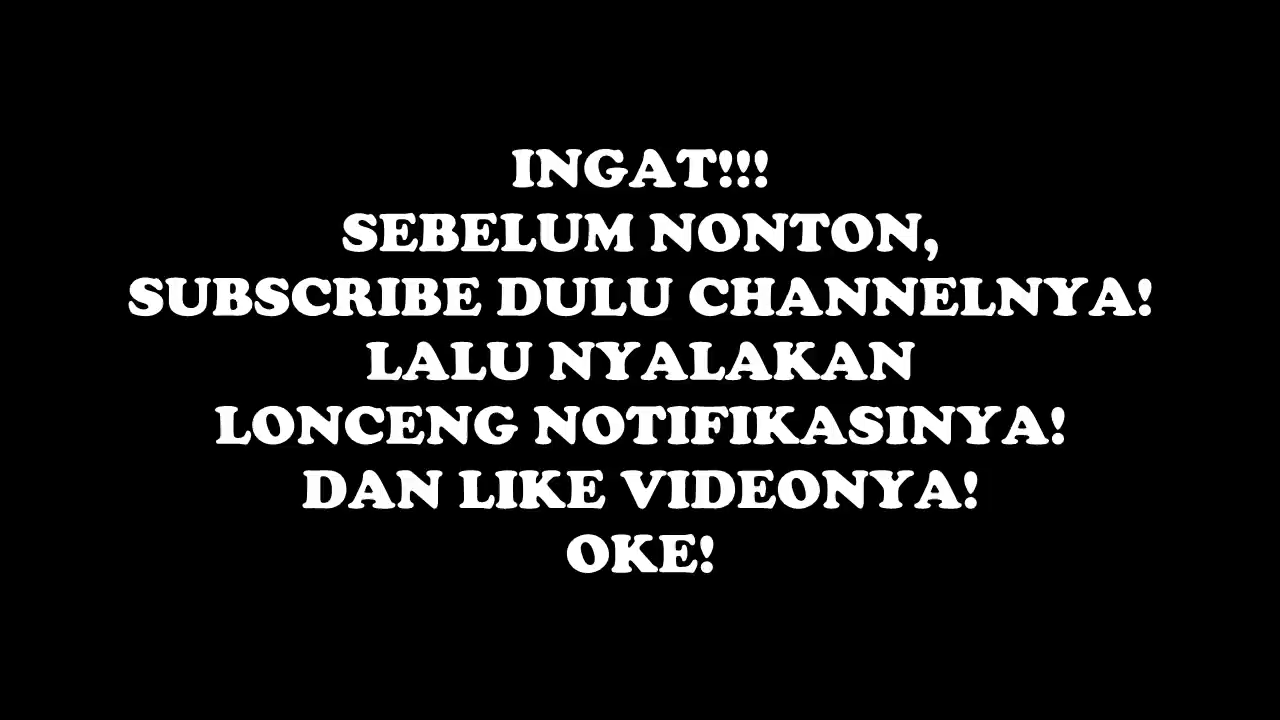 INGAT!!!
SEBELUM NONTON,
SUBSCRIBE DULU CHANNELNYA!
LALU NYALAKAN
LONCENG NOTIFIKASINYA!
DAN LIKE VIDEONYA!
OKE!